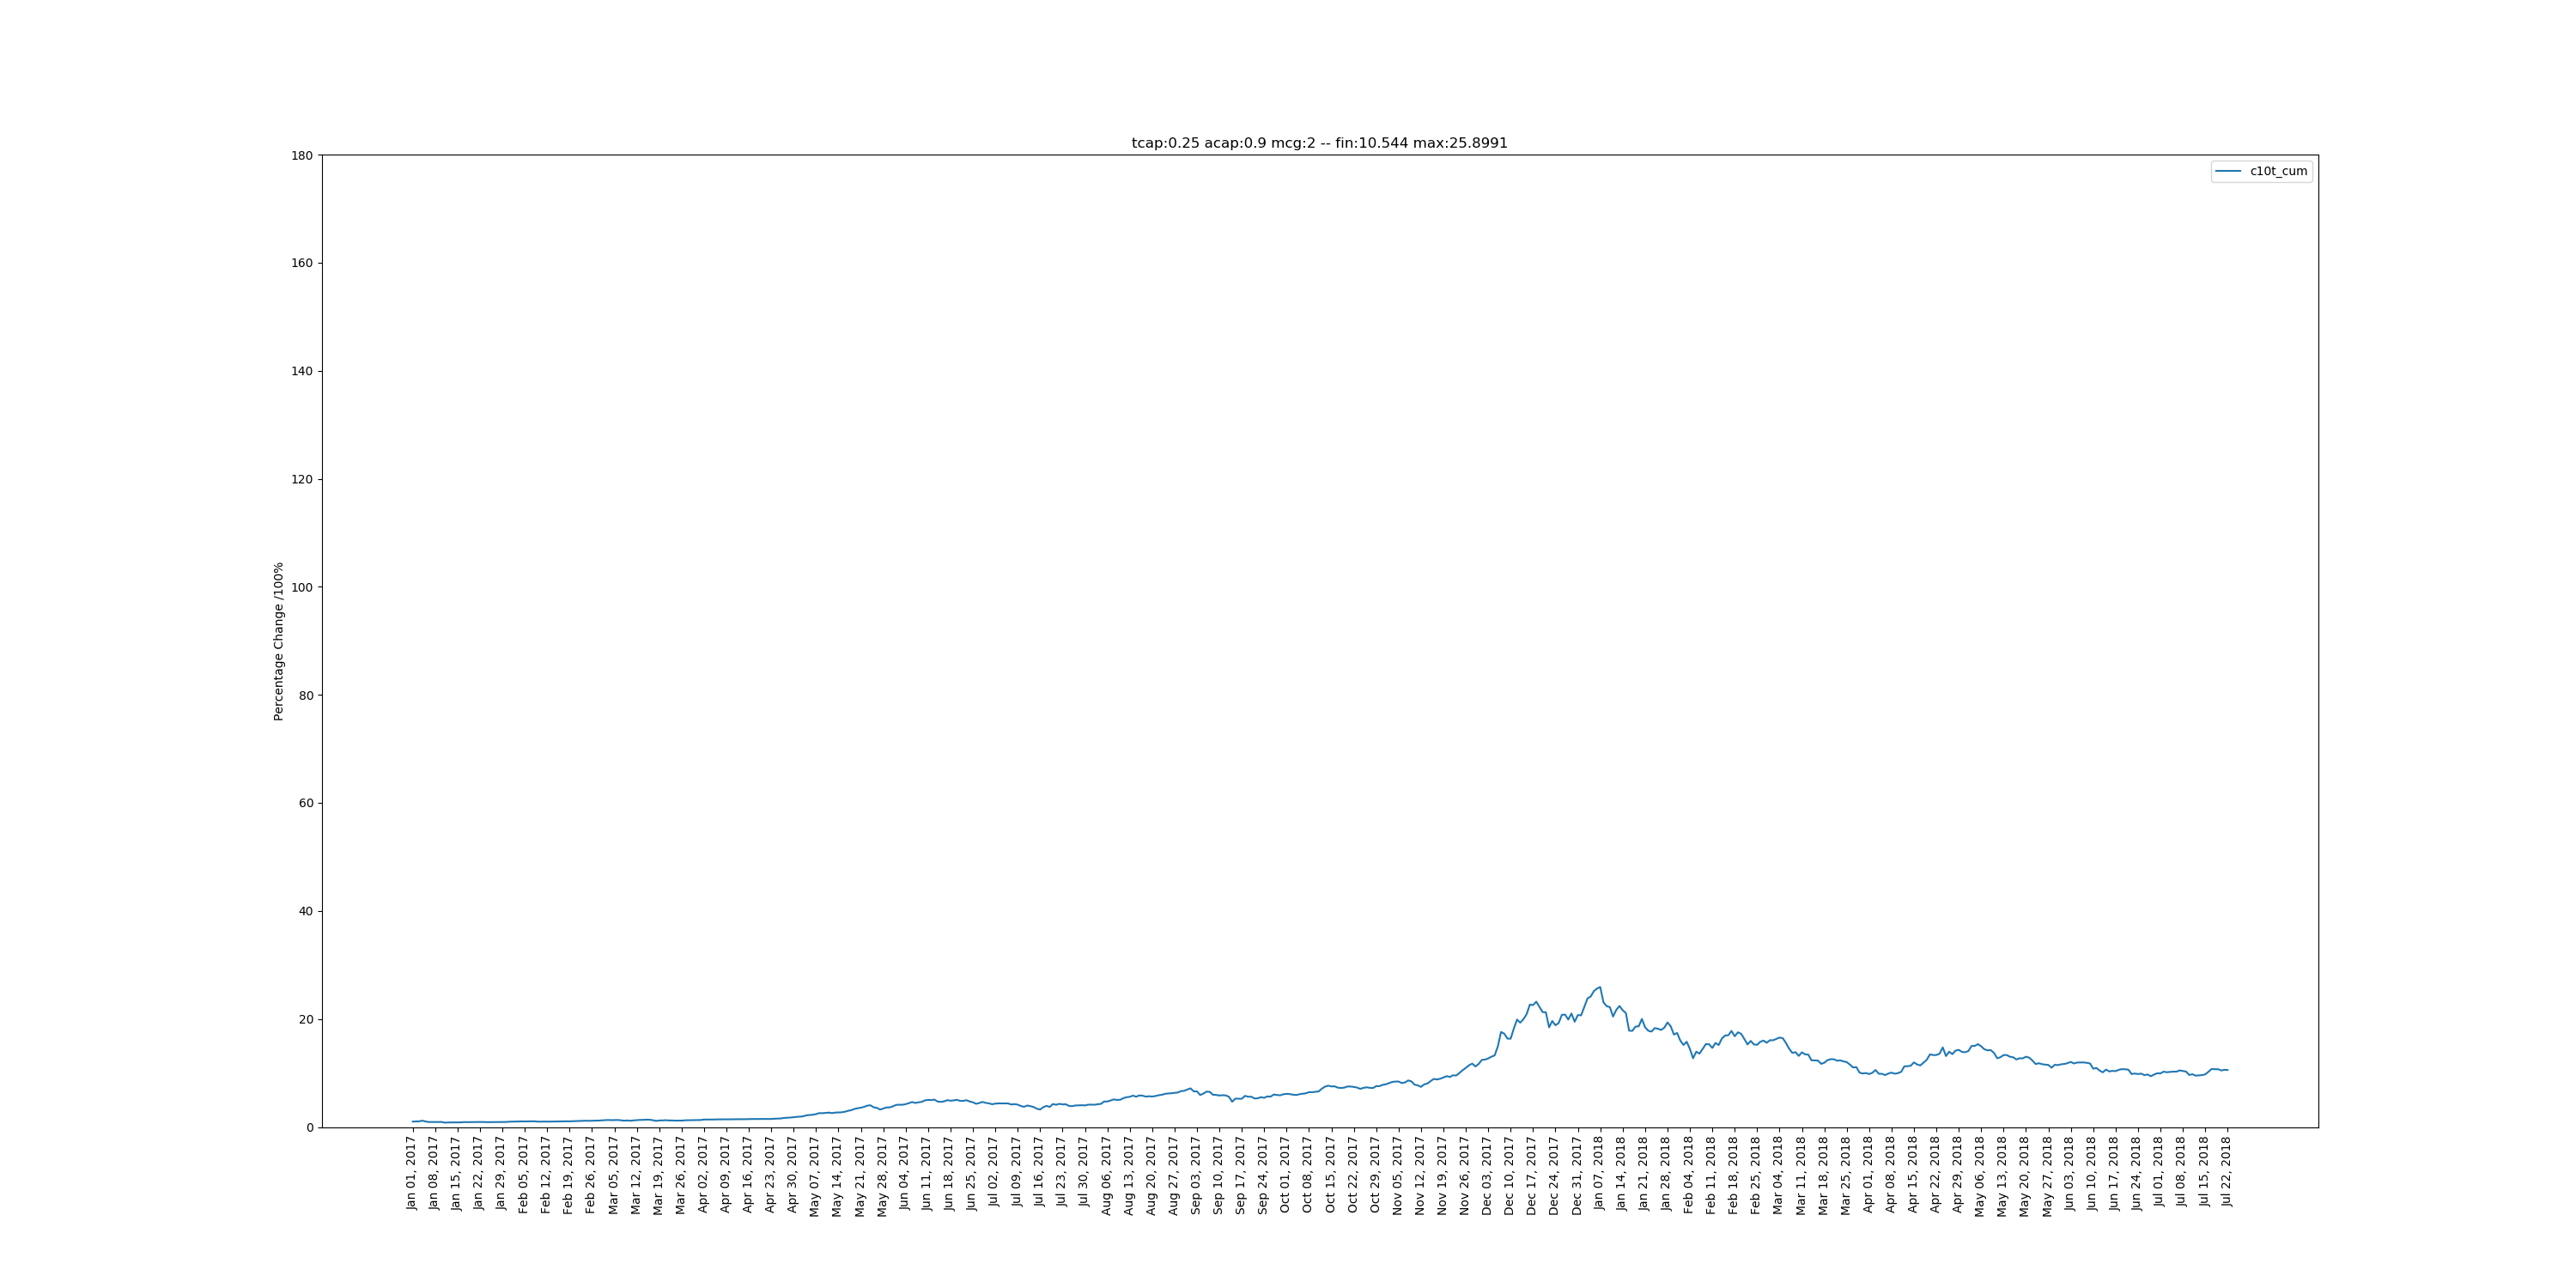 tcap:0.25 acap:0.9 mcg:2 -- fin:10.544 max:25.8991
c10t_cum
180
160
140
120
100
80
60
40
20
0
Percentage Change /100%
Jan 01, 2017
Jan 08, 2017
Jan 15, 2017
Jan 22, 2017
Jan 29, 2017
Feb 05, 2017
Feb 12, 2017
Feb 19, 2017
Feb 26, 2017
Mar 05, 2017
Mar 12, 2017
Mar 19, 2017
Mar 26, 2017
Apr 02, 2017
Apr 09, 2017
Apr 16, 2017
Apr 23, 2017
Apr 30, 2017
May 07, 2017
May 14, 2017
May 21, 2017
May 28, 2017
Jun 04, 2017
Jun 11, 2017
Jun 18, 2017
Jun 25, 2017
Jul 02, 2017
Jul 09, 2017
Jul 16, 2017
Jul 23, 2017
Jul 30, 2017
Aug 06, 2017
Aug 13, 2017
Aug 20, 2017
Aug 27, 2017
Sep 03, 2017
Sep 10, 2017
Sep 17, 2017
Sep 24, 2017
Oct 01, 2017
Oct 08, 2017
Oct 15, 2017
Oct 22, 2017
Oct 29, 2017
Nov 05, 2017
Nov 12, 2017
Nov 19, 2017
Nov 26, 2017
Dec 03, 2017
Dec 10, 2017
Dec 17, 2017
Dec 24, 2017
Dec 31, 2017
Jan 07, 2018
Jan 14, 2018
Jan 21, 2018
Jan 28, 2018
Feb 04, 2018
Feb 11, 2018
Feb 18, 2018
Feb 25, 2018
Mar 04, 2018
Mar 11, 2018
Mar 18, 2018
Mar 25, 2018
Apr 01, 2018
Apr 08, 2018
Apr 15, 2018
Apr 22, 2018
Apr 29, 2018
May 06, 2018
May 13, 2018
May 20, 2018
May 27, 2018
Jun 03, 2018
Jun 10, 2018
Jun 17, 2018
Jun 24, 2018
Jul 01, 2018
Jul 08, 2018
Jul 15, 2018
Jul 22, 2018